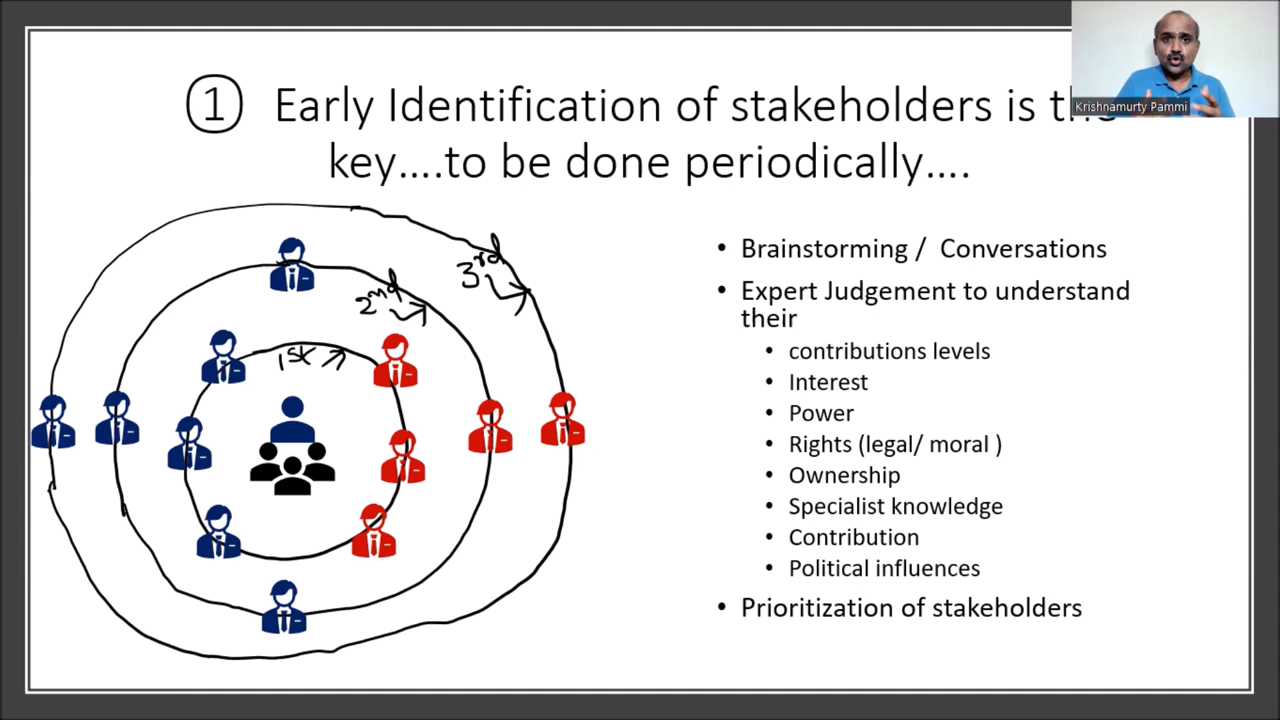 ① Early Identification of stakeholders is the
key....to be done periodically....
Krishnamurty Pammi
3rd
2nd
1st
• Brainstorming / Conversations
• Expert Judgement to understand
their
• contributions levels
• Interest
• Power
• Rights (legal/ moral )
• Ownership
• Specialist knowledge
• Contribution
• Political influences
• Prioritization of stakeholders